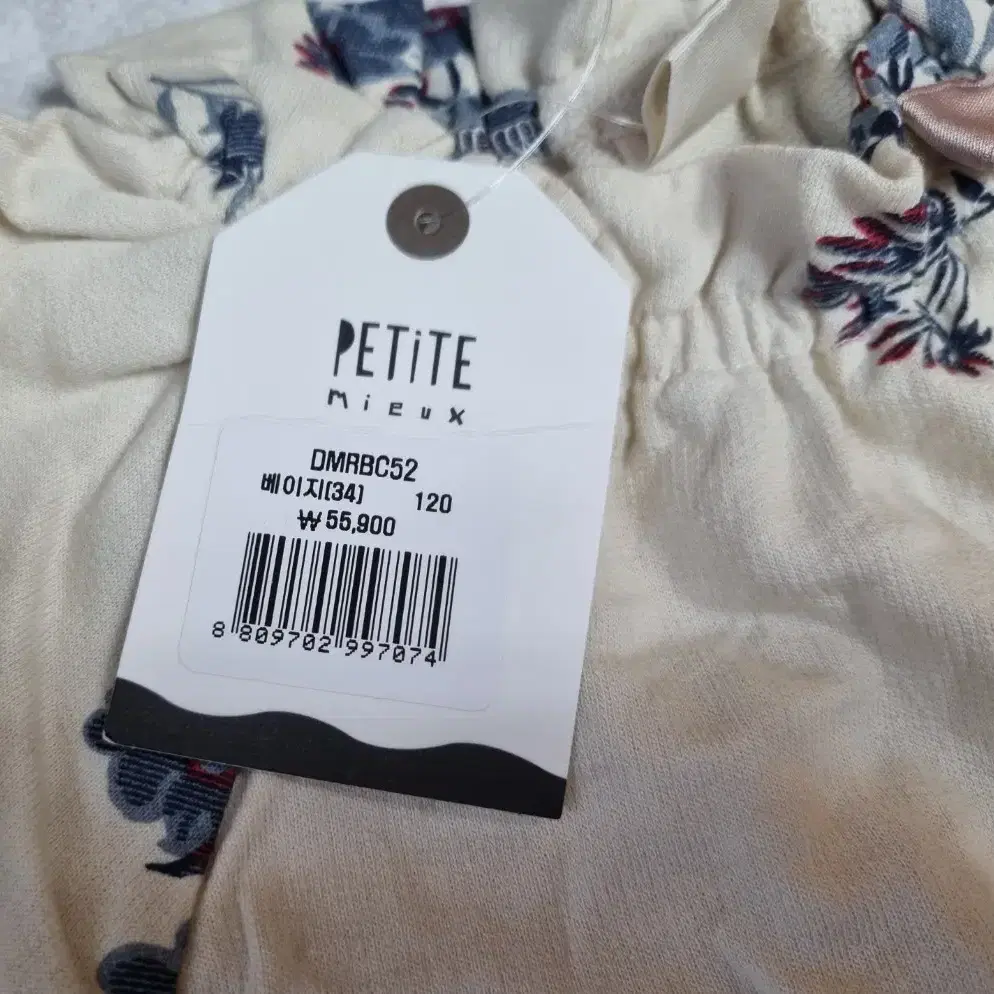 PETiTE
mieux
DMRBC52
베이지(34) 120
₩ 55,900
8 809702 997074